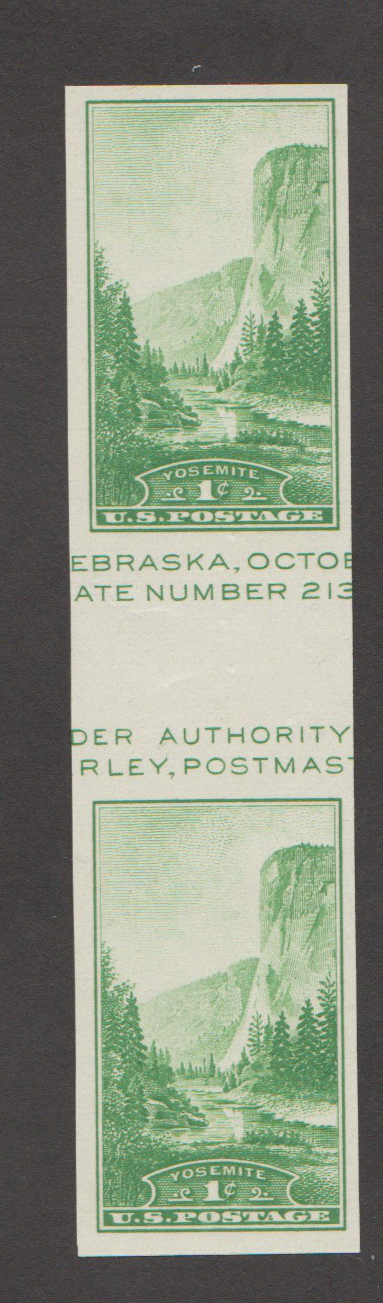 YOSEMITE
1¢
U.S.POSTAGE
EBRASKA, OCTOB
ATE NUMBER 213
DER AUTHORITY
RLEY, POSTMAST
YOSEMITE
1¢
U.S.POSTAGE